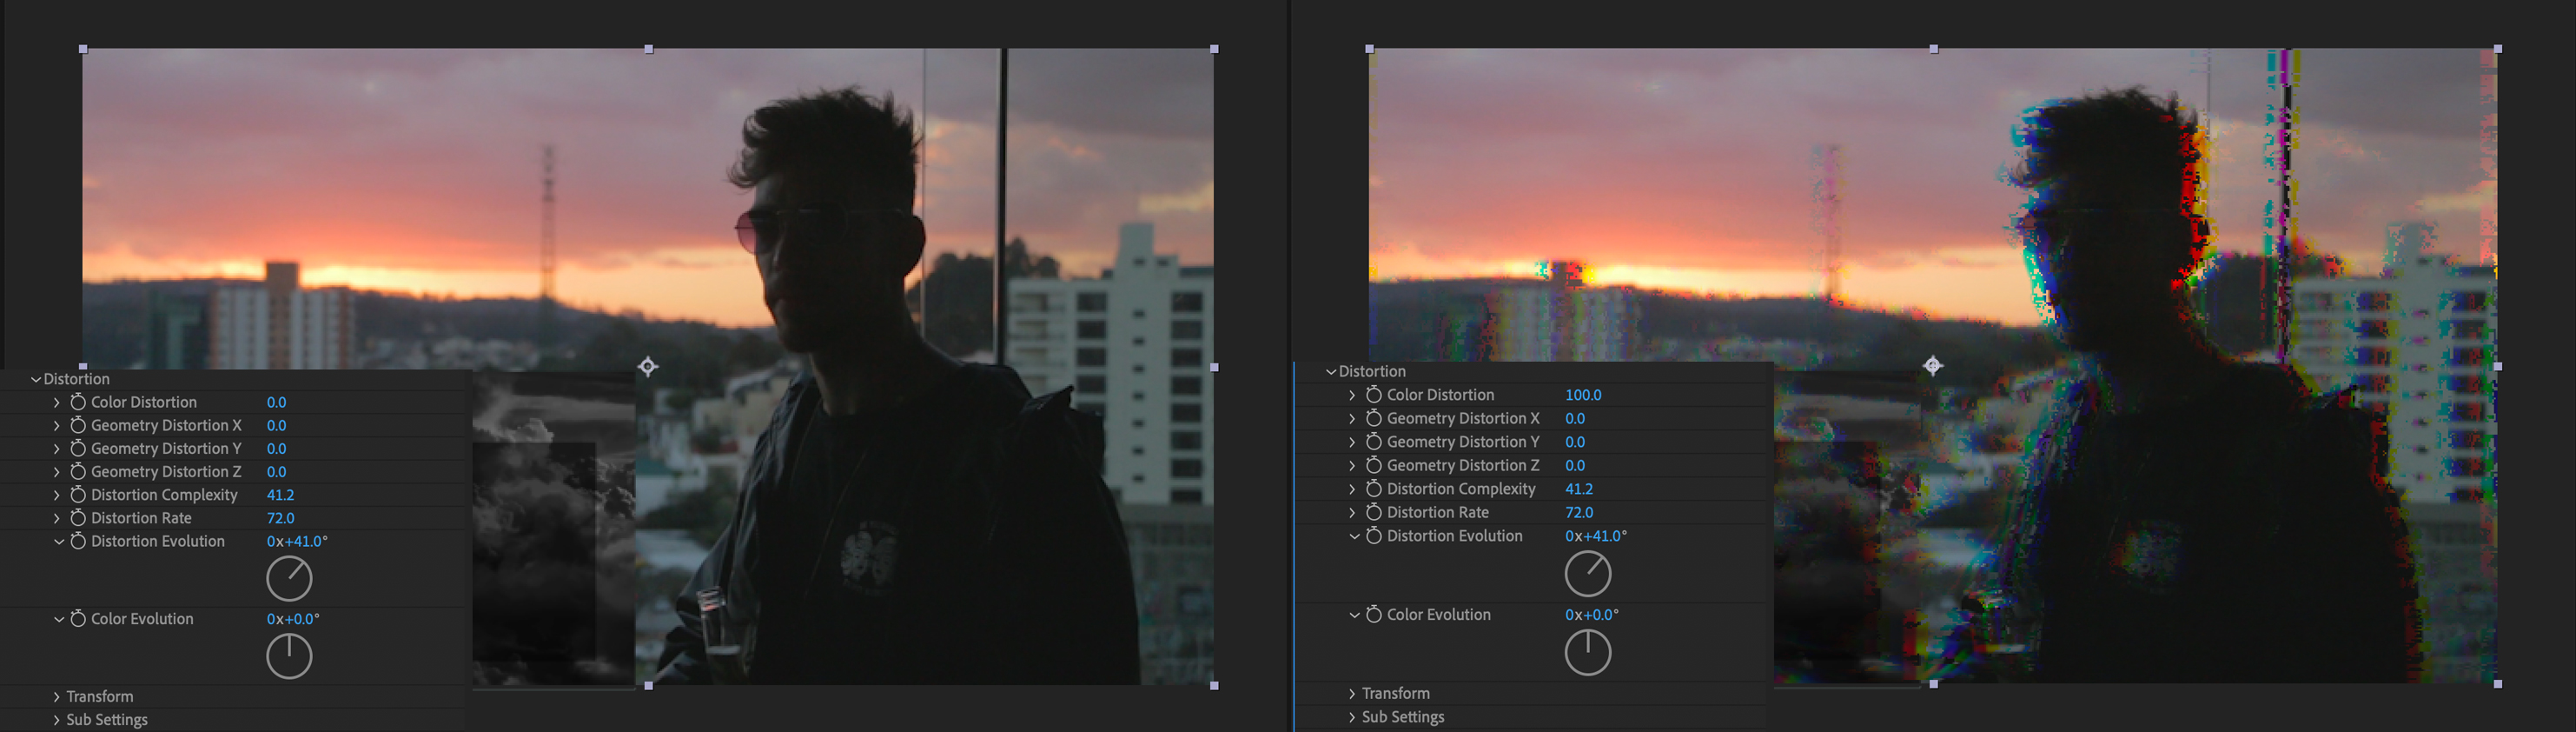 Distortion
Color Distortion 0.0
Geometry Distortion X 0.0
Geometry Distortion Y 0.0
Geometry Distortion Z 0.0
Distortion Complexity 41.2
Distortion Rate 72.0
Distortion Evolution 0x+41.0°
Color Evolution 0x+0.0°
Transform
Sub Settings
Distortion
Color Distortion 100.0
Geometry Distortion X 0.0
Geometry Distortion Y 0.0
Geometry Distortion Z 0.0
Distortion Complexity 41.2
Distortion Rate 72.0
Distortion Evolution 0x+41.0°
Color Evolution 0x+0.0°
Transform
Sub Settings